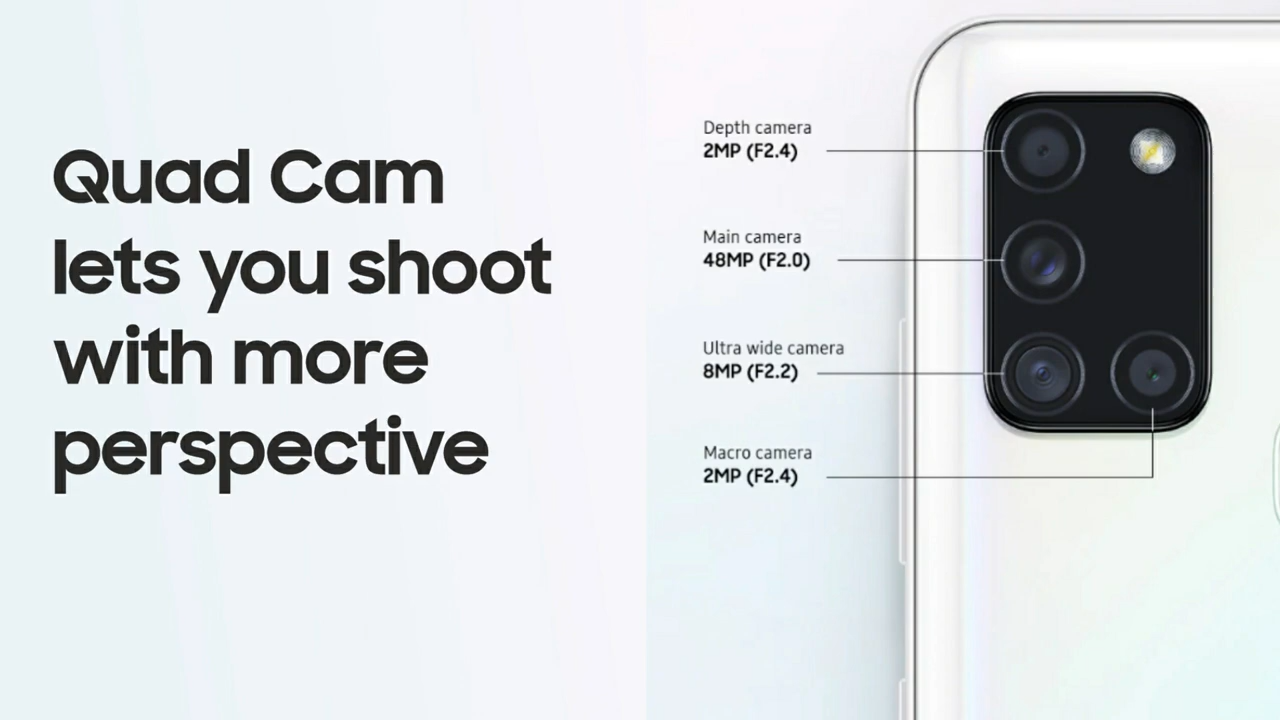 Quad Cam
lets you shoot
with more
perspective
Depth camera
2MP (F2.4)
Main camera
48MP (F2.0)
Ultra wide camera
8MP (F2.2)
Macro camera
2MP (F2.4)